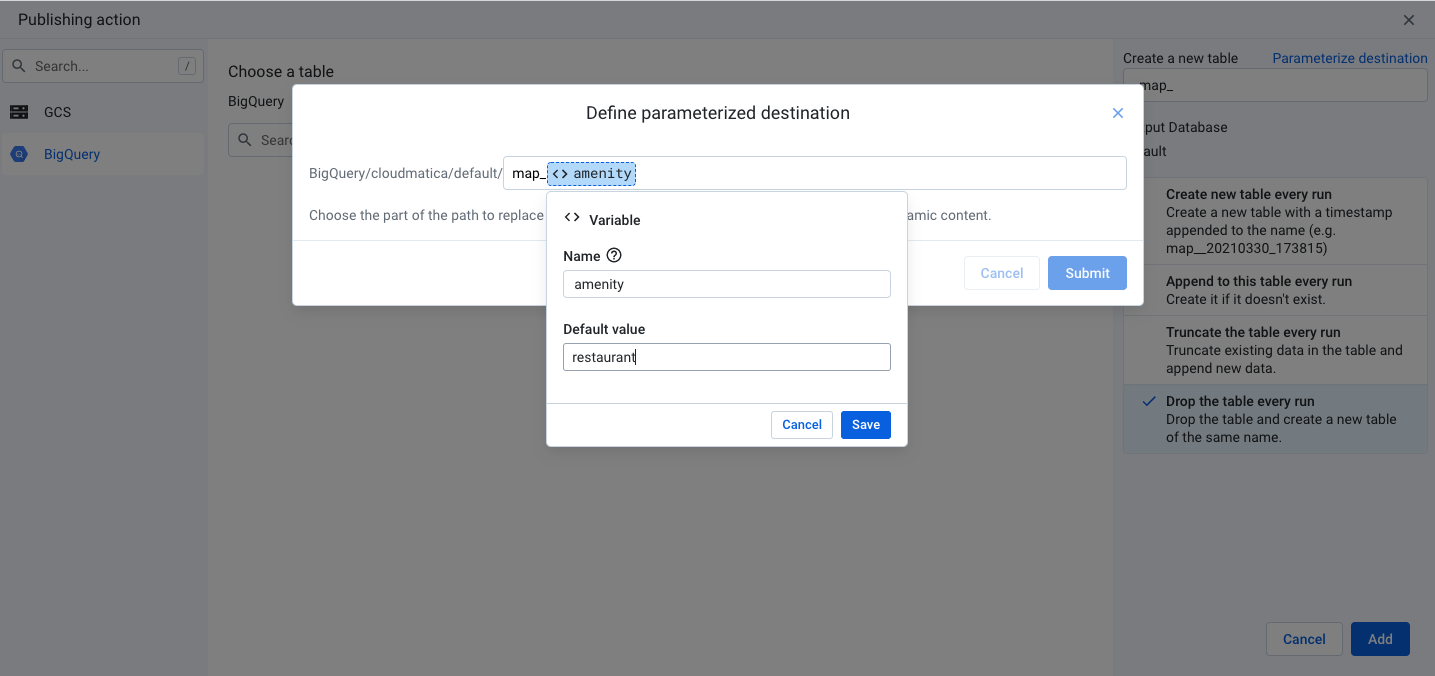 Publishing action
Search...
/
GCS
BigQuery
Choose a table
BigQuery
Create a new table
Parameterize destination
map_
Define parameterized destination
BigQuery/cloudmatica/default/
map_
<> amenity
Choose the part of the path to replace
amic content.
Cancel
Submit
<> Variable
Name
amenity
Default value
restaurant
Cancel
Save
Database
Create new table every run
Create a new table with a timestamp
appended to the name (e.g.
map__20210330_173815)
Append to this table every run
Create it if it doesn't exist.
Truncate the table every run
Truncate existing data in the table and
append new data.
Drop the table every run
Drop the table and create a new table
of the same name.
Cancel
Add